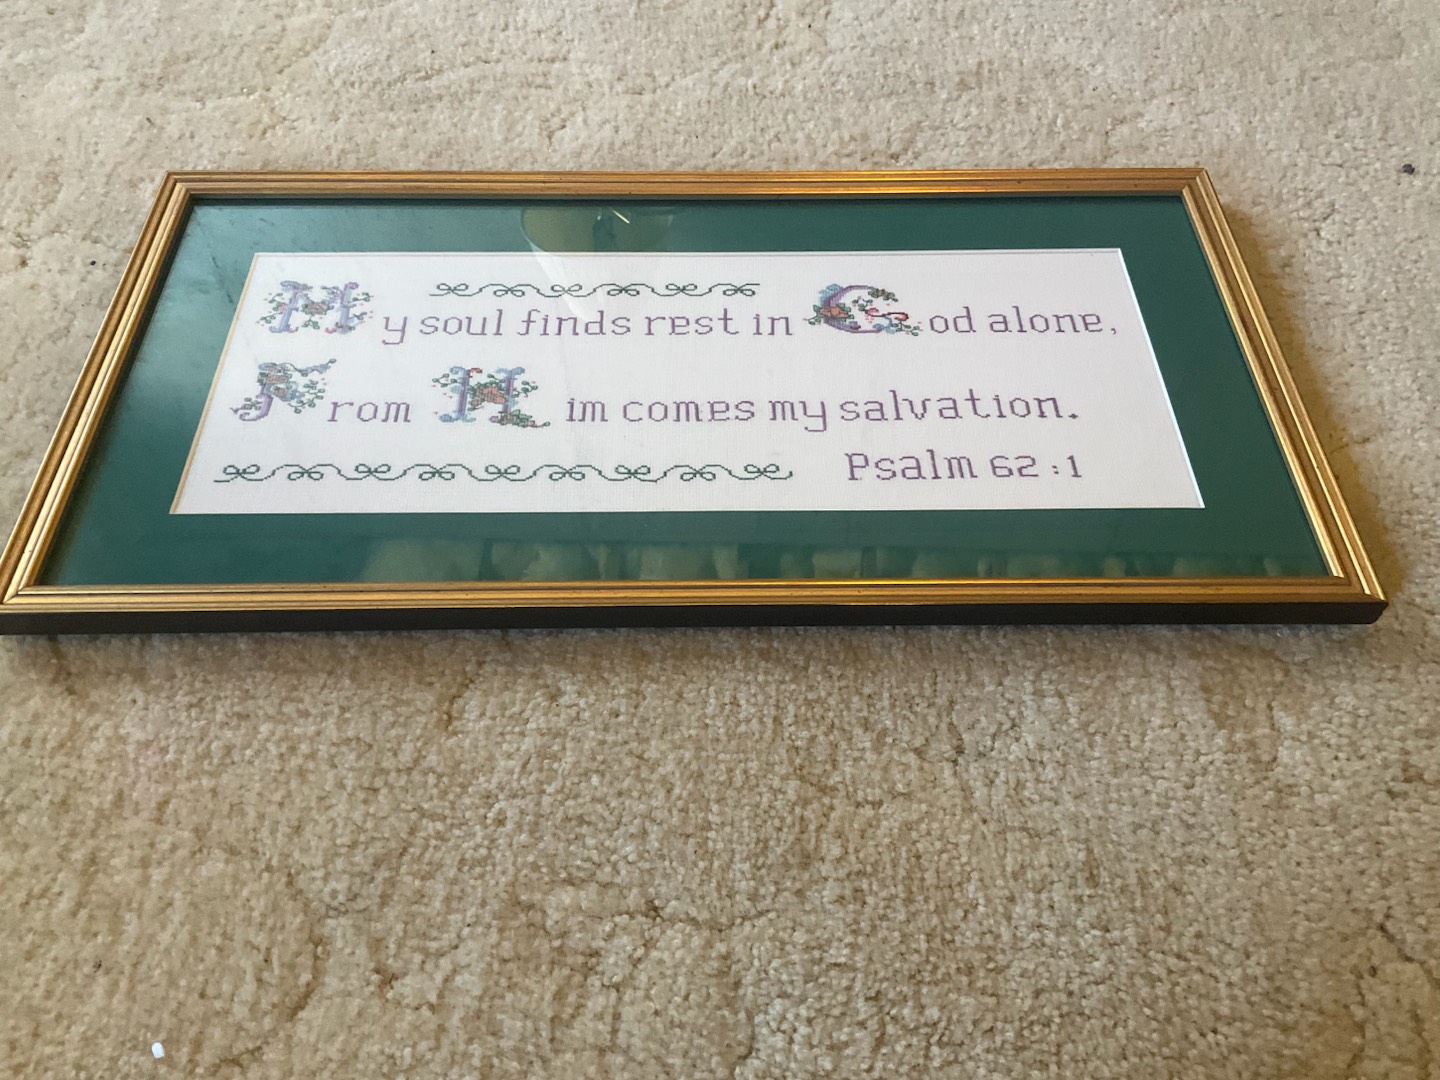 My soul finds rest in God alone,
From Him comes my salvation.
Psalm 62:1